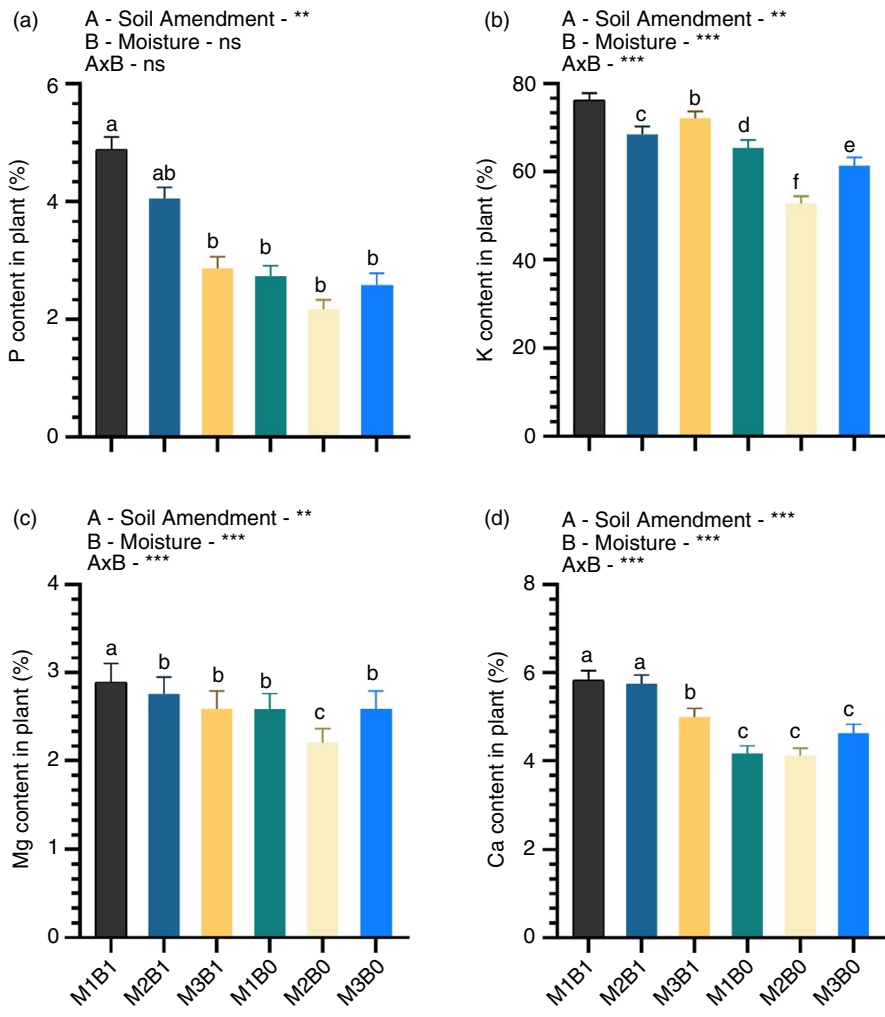 (a)
A - Soil Amendment - **
B - Moisture - ns
AxB - ns
P content in plant (%)
6
4
2
0
a
ab
b
b
b
b
(b)
A - Soil Amendment - **
B - Moisture - ***
AxB - ***
K content in plant (%)
80
60
40
20
0
c
b
d
f
e
(c)
A - Soil Amendment - **
B - Moisture - ***
AxB - ***
Mg content in plant (%)
4
3
2
1
0
a
b
b
b
c
b
M1B1
M2B1
M3B1
M1B0
M2B0
M3B0
(d)
A - Soil Amendment - ***
B - Moisture - ***
AxB - ***
Ca content in plant (%)
8
6
4
2
0
a
a
b
c
c
c
M1B1
M2B1
M3B1
M1B0
M2B0
M3B0